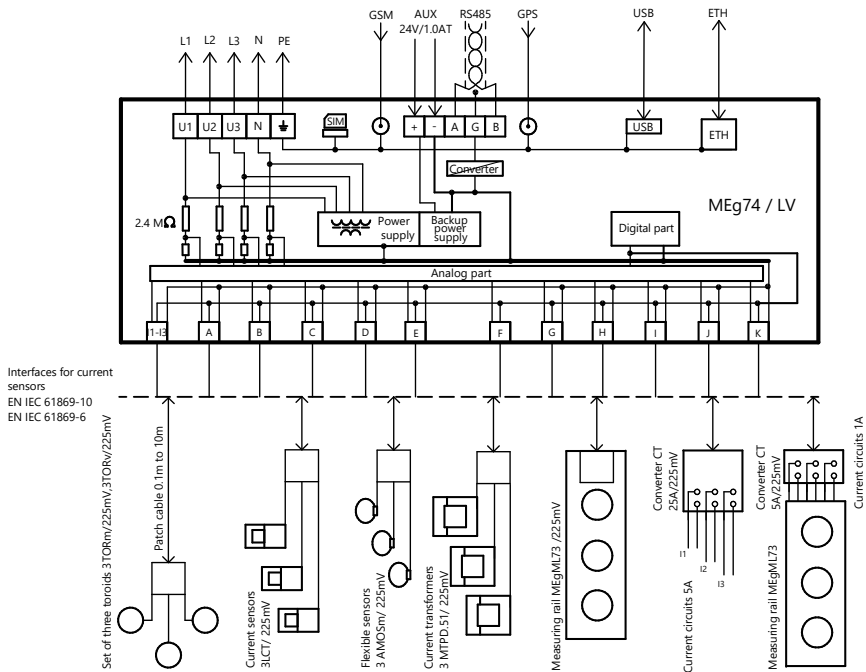 GSM
AUX
24V/1.0AT
RS485
GPS
USB
ETH
L1
L2
L3
N
PE
U1
U2
U3
N
SIM
+
-
A
G
B
USB
ETH
Converter
MEg74 / LV
2.4 MΩ
Power
supply
Backup
power
supply
Digital part
Analog part
I1-I3
A
B
C
D
E
F
G
H
I
J
K
Interfaces for current
sensors
EN IEC 61869-10
EN IEC 61869-6
Set of three toroids 3TORm/225mV,3TORv/225mV
Patch cable 0.1m to 10m
Current sensors
3LCT/ 225mV
Flexible sensors
3 AMOSm/ 225mV
Current transformers
3 MTPD.51/ 225mV
Measuring rail MEgML73 /225mV
Converter CT
25A/225mV
I1
I2
I3
Current circuits 5A
Converter CT
5A/225mV
Measuring rail MEgML73
Current circuits 1A